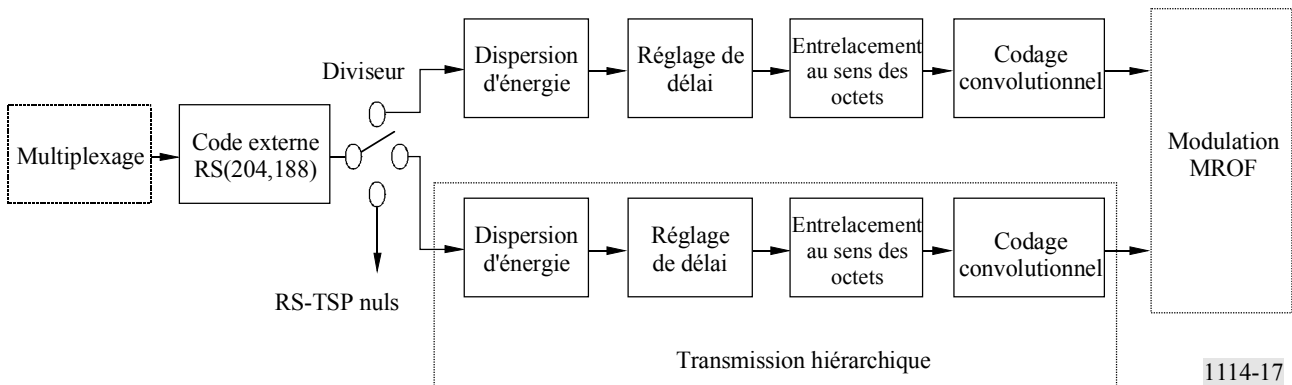 Diviseur
Dispersion
d'énergie
Réglage de
délai
Entrelacement
au sens des
octets
Codage
convolutionnel
Multiplexage
Code externe
RS(204,188)
Modulation
MROF
Dispersion
d'énergie
Réglage
de délai
Entrelacement
au sens des
octets
Codage
convolutionnel
RS-TSP nuls
Transmission hiérarchique
1114-17